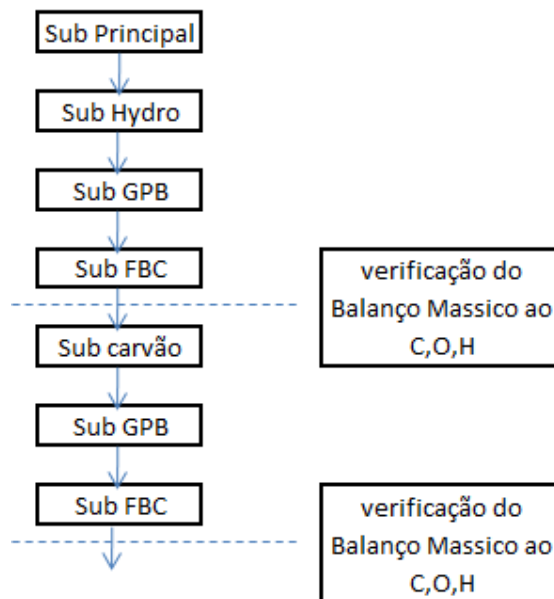 Sub Principal
Sub Hydro
Sub GPB
Sub FBC
verificação do
Balanço Massico ao
C,O,H
Sub carvão
Sub GPB
Sub FBC
verificação do
Balanço Massico ao
C,O,H